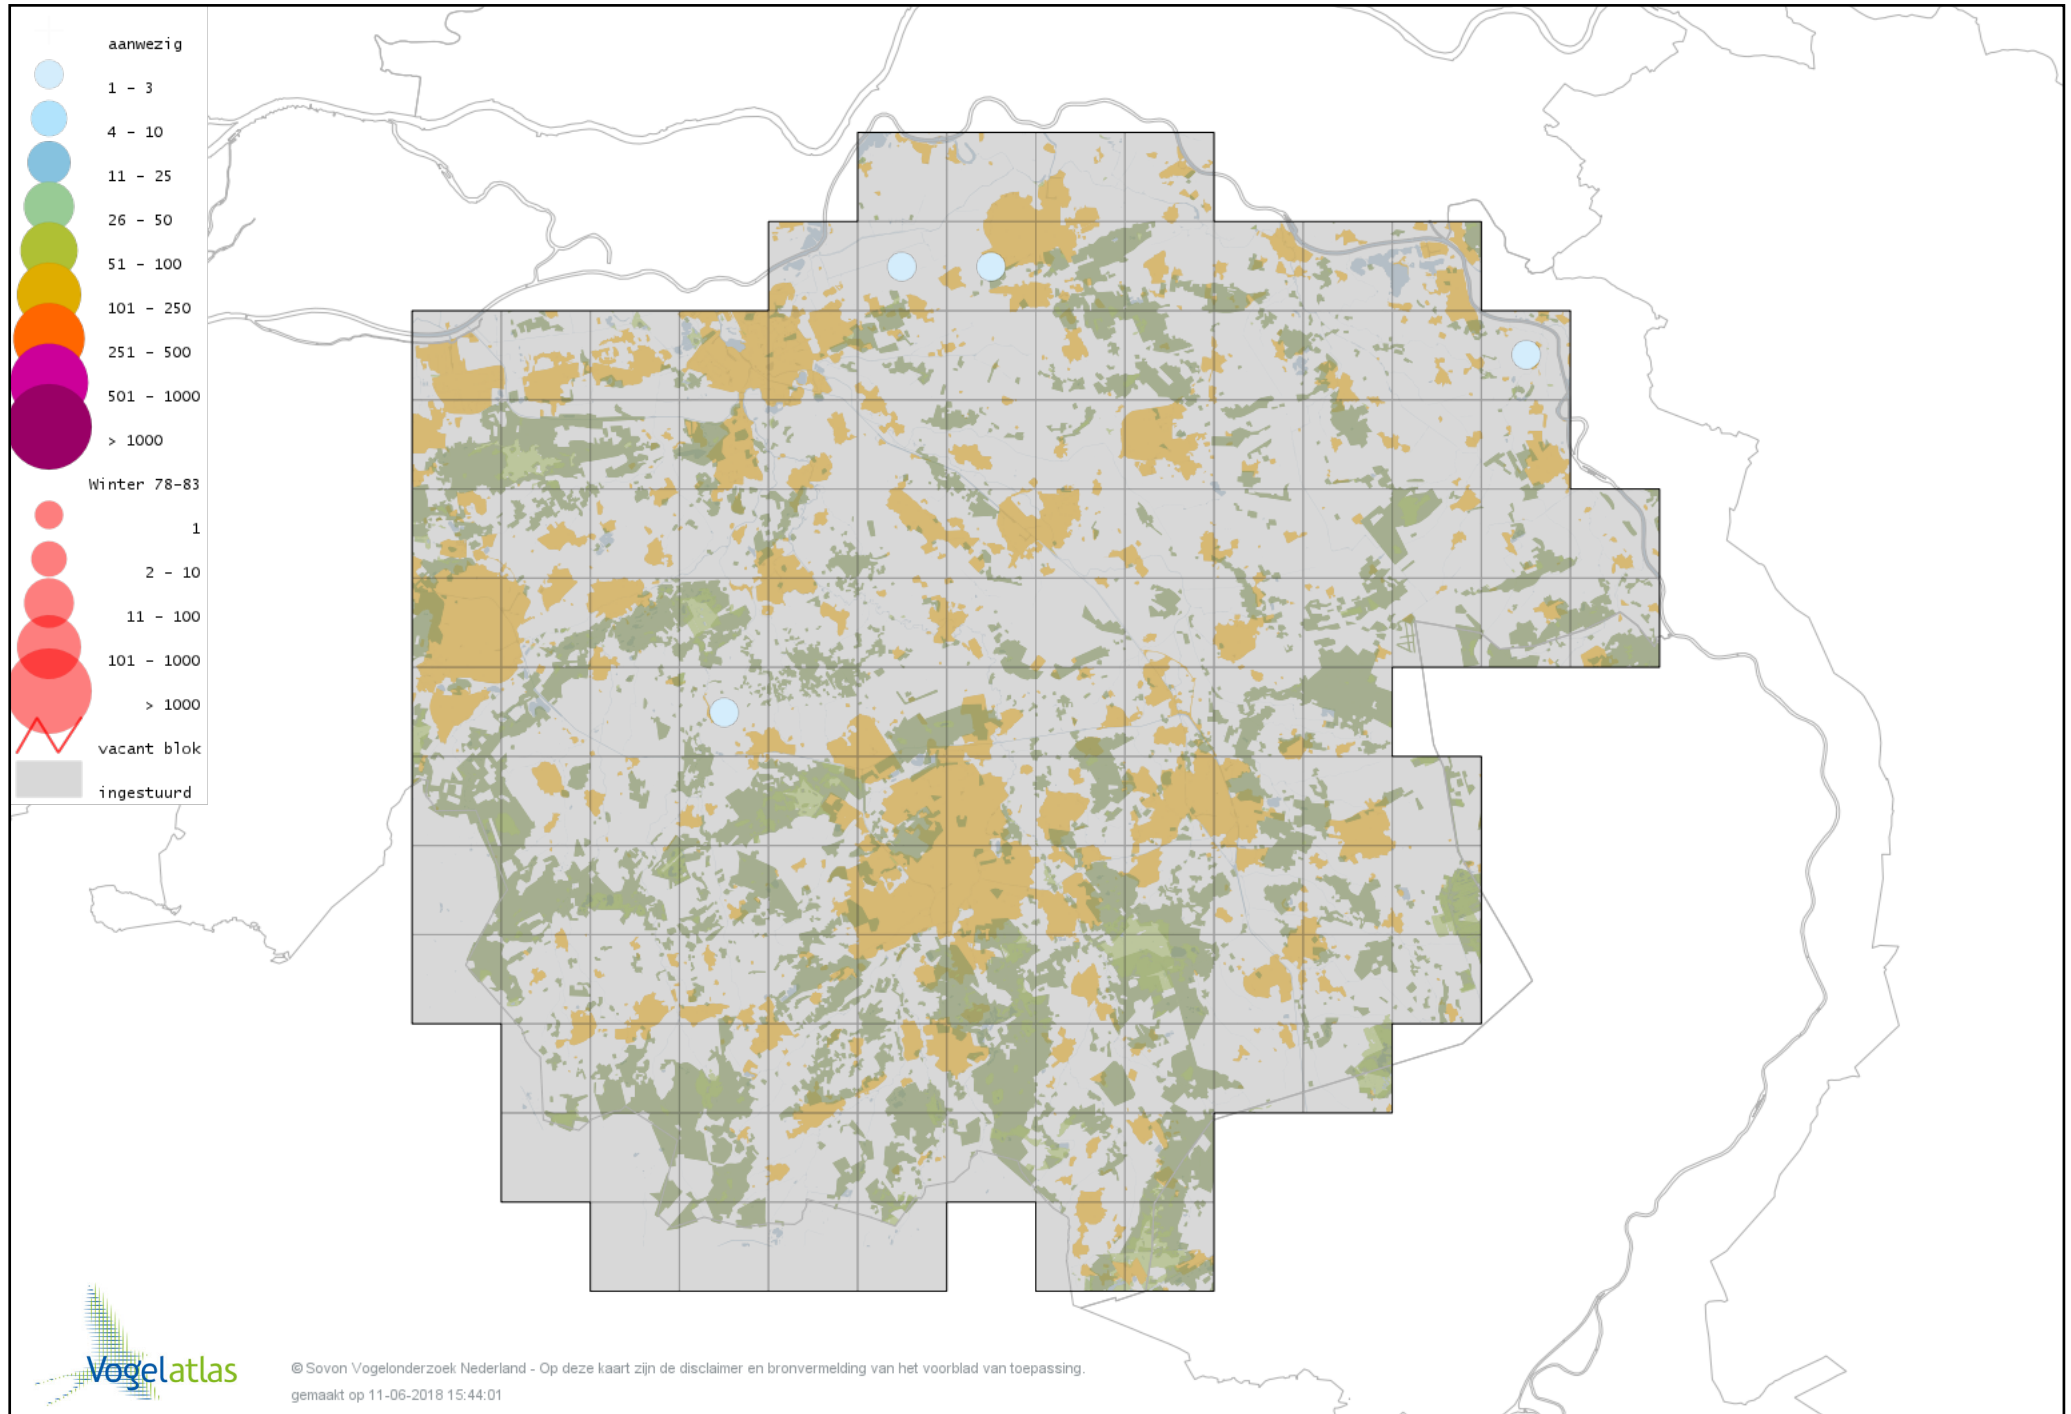 aanwezig
1 - 3
4 - 10
11 - 25
26 - 50
51 - 100
101 - 250
251 - 500
501 - 1000
> 1000
Winter 78-83
1
2 - 10
11 - 100
101 - 1000
> 1000
vacant blok
ingestuurd
Vogelatlas
© Sovon Vogelonderzoek Nederland - Op deze kaart zijn de disclaimer en bronvermelding van het voorblad van toepassing.
gemaakt op 11-06-2018 15:44:01